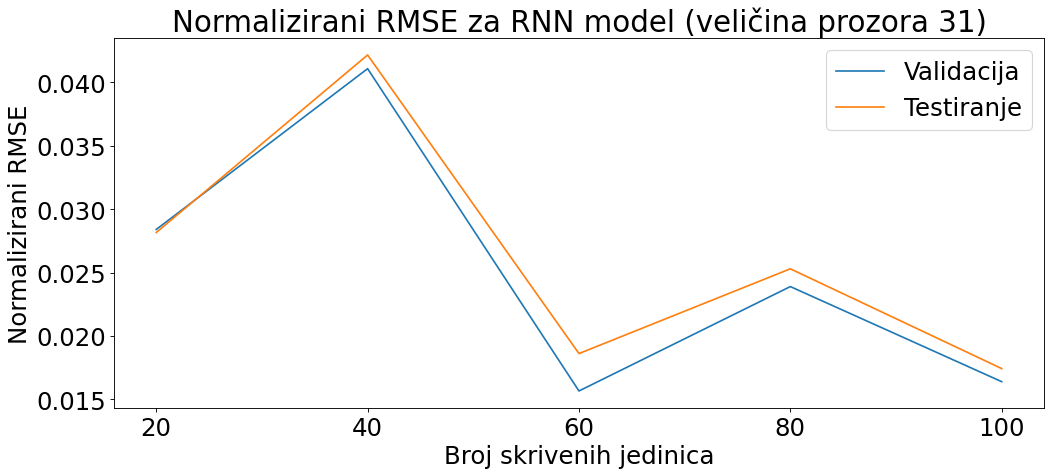 Normalizirani RMSE za RNN model (veličina prozora 31)
Validacija
Testiranje
Normalizirani RMSE
0.040
0.035
0.030
0.025
0.020
0.015
20 40 60 80 100
Broj skrivenih jedinica